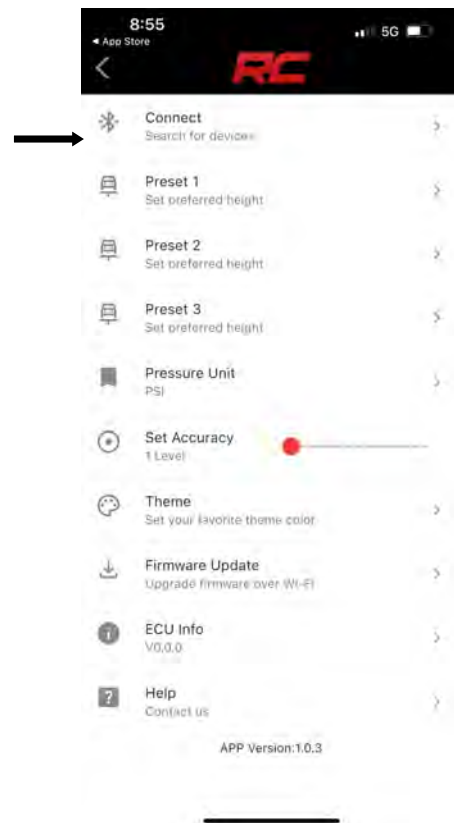 8:55
5G
◀ App Store
RC
Connect
Search for devices
Preset 1
Set preferred height
Preset 2
Set preferred height
Preset 3
Set preferred height
Pressure Unit
PSI
Set Accuracy
1 Level
Theme
Set your favorite theme color
Firmware Update
Upgrade firmware over Wi-Fi
ECU Info
V0.0.0
Help
Contact us
APP Version:1.0.3